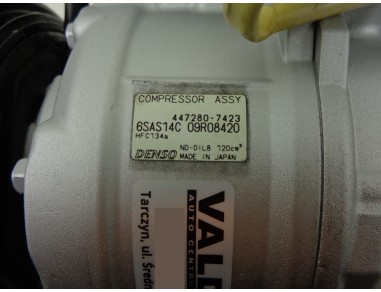 COMPRESSOR ASSY
447280-7423
6SAS14C 09R08420
HFC134a
ND-OIL8 120cm³
DENSO MADE IN JAPAN
VAL
AUTO CENTR
Tarczyn, ul. Średn